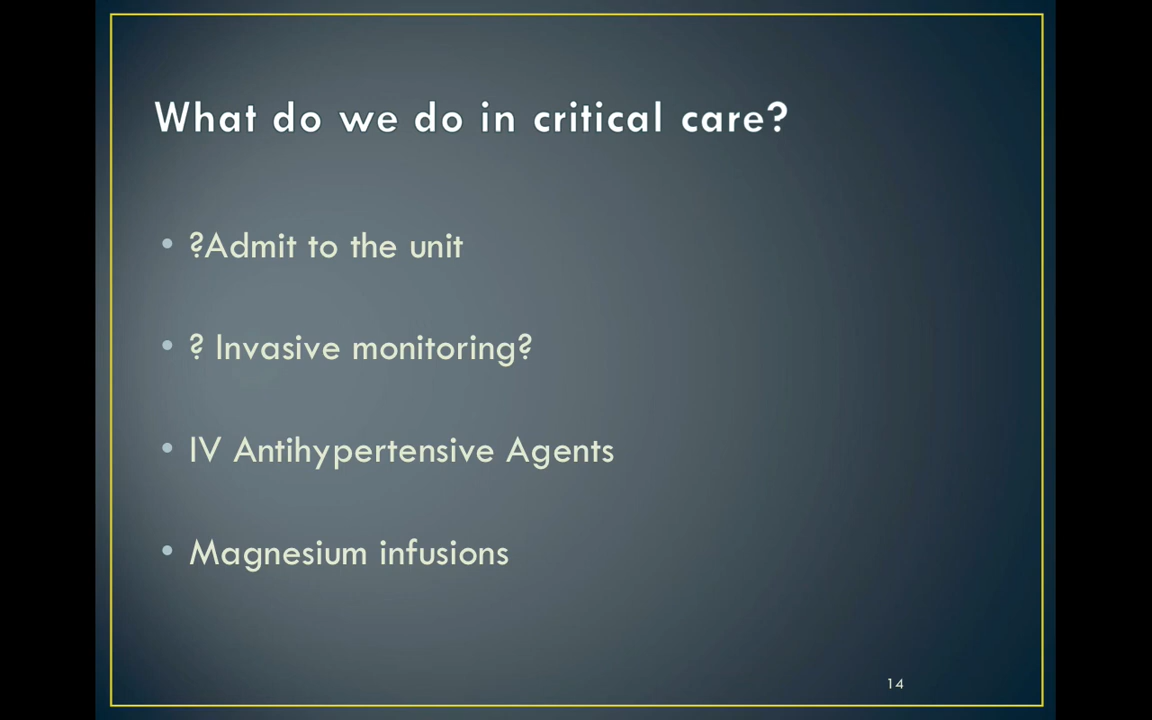 What do we do in critical care?
• ?Admit to the unit
• ? Invasive monitoring?
• IV Antihypertensive Agents
• Magnesium infusions
14